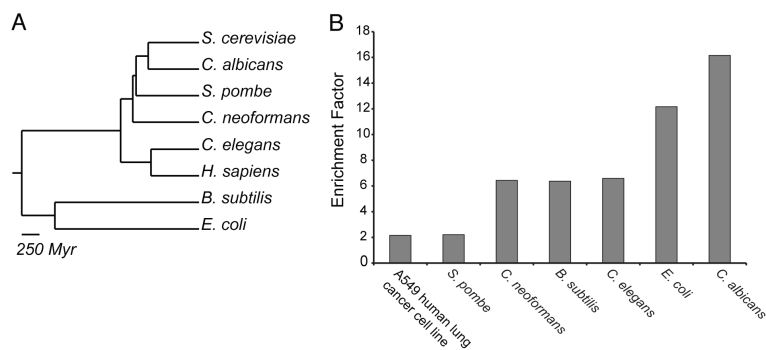 A
S. cerevisiae
C. albicans
S. pombe
C. neoformans
C. elegans
H. sapiens
B. subtilis
E. coli
250 Myr
B
Enrichment Factor
18
16
14
12
10
8
6
4
2
0
A549 human lung
cancer cell line
S. pombe
C. neoformans
B. subtilis
C. elegans
E. coli
C. albicans